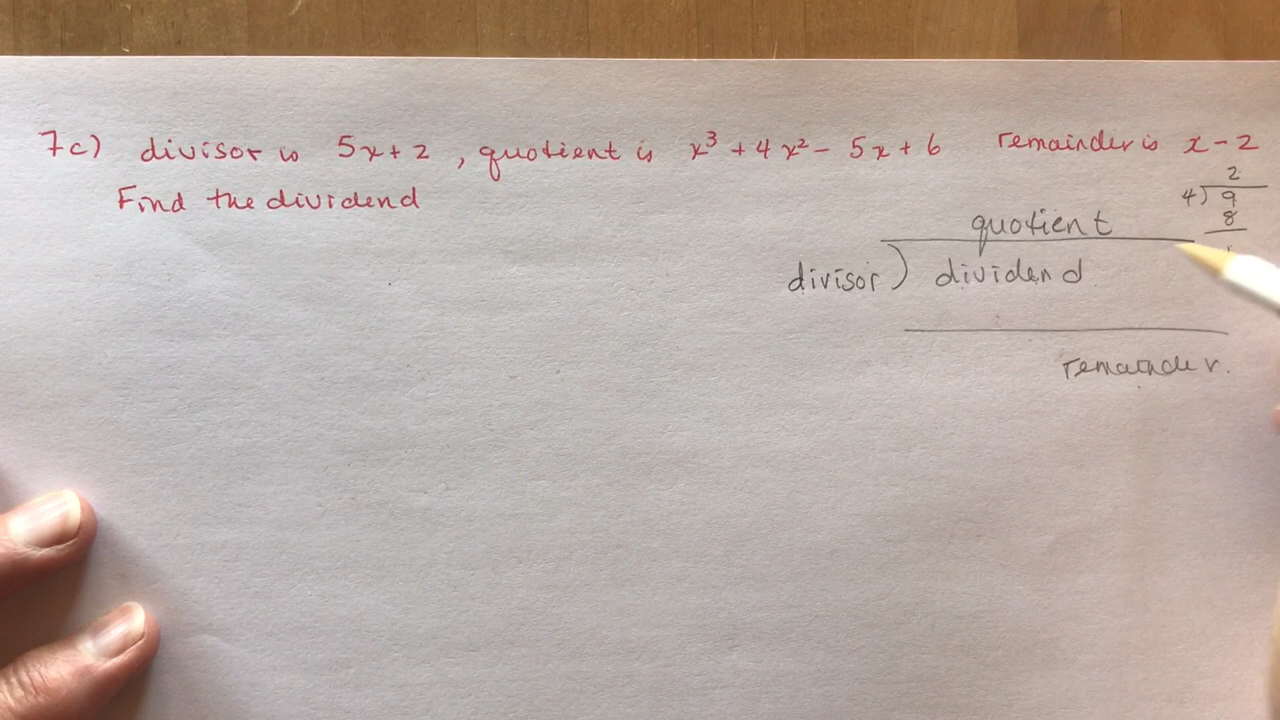 7c) divisor is 5x+2, quotient is x³ + 4x² - 5x + 6 remainder is x-2
Find the dividend
2
4) 9
8
quotient
divisor) dividend
remainder.